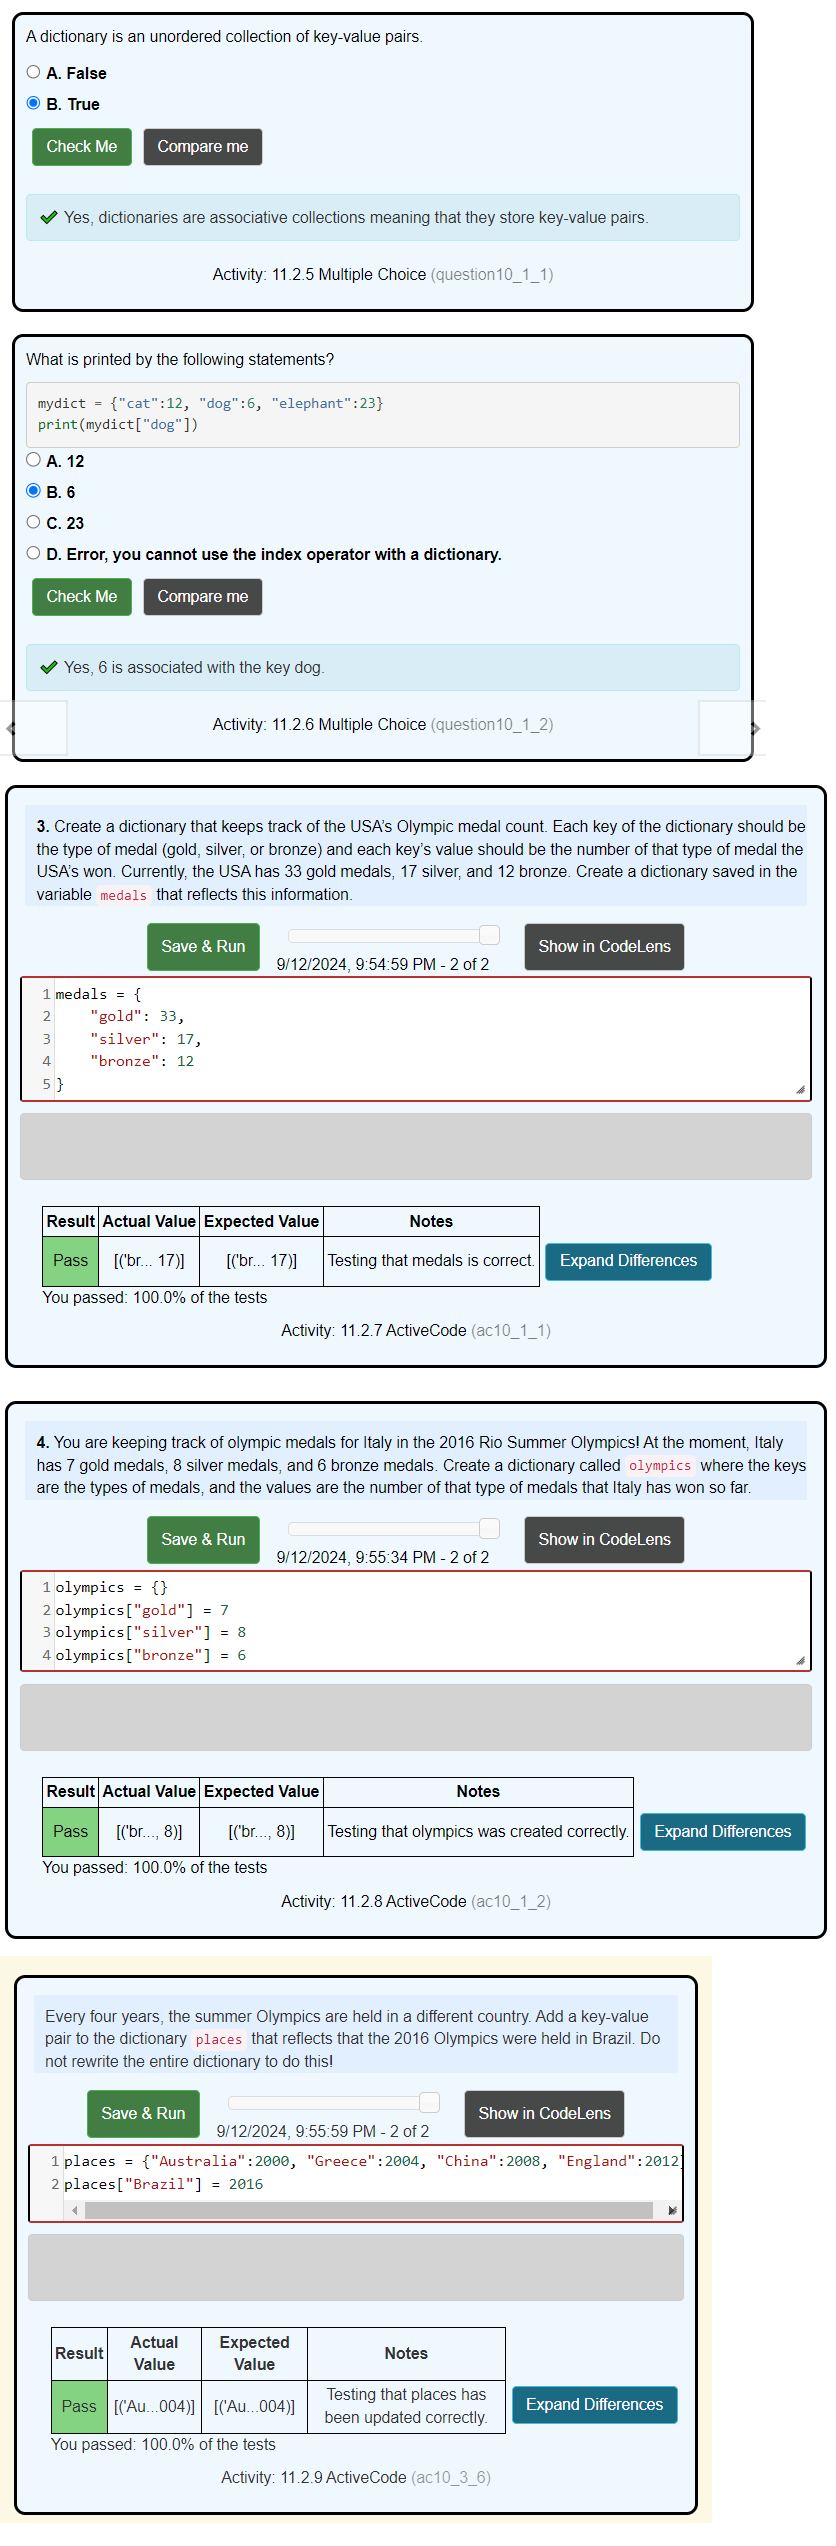 A dictionary is an unordered collection of key-value pairs.
A. False
B. True
Check Me
Compare me
Yes, dictionaries are associative collections meaning that they store key-value pairs.
Activity: 11.2.5 Multiple Choice (question10_1_1)
What is printed by the following statements?
mydict = {"cat":12, "dog":6, "elephant":23}
print(mydict["dog"])
A. 12
B. 6
C. 23
D. Error, you cannot use the index operator with a dictionary.
Check Me
Compare me
Yes, 6 is associated with the key dog.
Activity: 11.2.6 Multiple Choice (question10_1_2)
3. Create a dictionary that keeps track of the USA's Olympic medal count. Each key of the dictionary should be
the type of medal (gold, silver, or bronze) and each key's value should be the number of that type of medal the
USA's won. Currently, the USA has 33 gold medals, 17 silver, and 12 bronze. Create a dictionary saved in the
variable medals that reflects this information.
Save & Run
9/12/2024, 9:54:59 PM - 2 of 2
Show in CodeLens
1 medals = {
2     "gold": 33,
3     "silver": 17,
4     "bronze": 12
5 }
Result Actual Value Expected Value Notes
Pass [('br... 17)] [('br... 17)] Testing that medals is correct.
Expand Differences
You passed: 100.0% of the tests
Activity: 11.2.7 ActiveCode (ac10_1_1)
4. You are keeping track of olympic medals for Italy in the 2016 Rio Summer Olympics! At the moment, Italy
has 7 gold medals, 8 silver medals, and 6 bronze medals. Create a dictionary called olympics where the keys
are the types of medals, and the values are the number of that type of medals that Italy has won so far.
Save & Run
9/12/2024, 9:55:34 PM - 2 of 2
Show in CodeLens
1 olympics = {}
2 olympics["gold"] = 7
3 olympics["silver"] = 8
4 olympics["bronze"] = 6
Result Actual Value Expected Value Notes
Pass [('br..., 8)] [('br..., 8)] Testing that olympics was created correctly.
Expand Differences
You passed: 100.0% of the tests
Activity: 11.2.8 ActiveCode (ac10_1_2)
Every four years, the summer Olympics are held in a different country. Add a key-value
pair to the dictionary places that reflects that the 2016 Olympics were held in Brazil. Do
not rewrite the entire dictionary to do this!
Save & Run
9/12/2024, 9:55:59 PM - 2 of 2
Show in CodeLens
1 places = {"Australia":2000, "Greece":2004, "China":2008, "England":2012}
2 places["Brazil"] = 2016
Result Actual Value Expected Value Notes
Pass [('Au...004)] [('Au...004)] Testing that places has
been updated correctly.
Expand Differences
You passed: 100.0% of the tests
Activity: 11.2.9 ActiveCode (ac10_3_6)